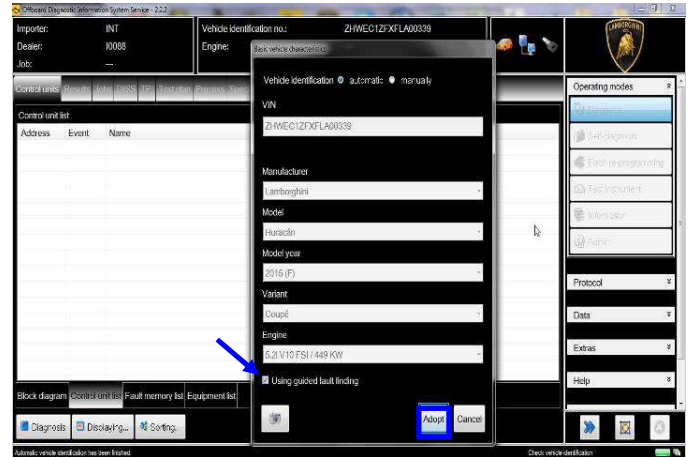 Offboard Diagnostic Information System Service - 2.2.2
Importer: INT
Dealer: I0088
Job: ---
Vehicle identification no.: ZHWEC1ZFXFLA00339
Engine:
LAMBORGHINI
Control units Results Jobs DISS TPI Test plan Process Spec
Control unit list
Address Event Name
Basic vehicle characteristics
Vehicle identification automatic manually
VIN
ZHWEC1ZFXFLA00339
Manufacturer
Lamborghini
Model
Huracán
Model year
2015 (F)
Variant
Coupé
Engine
5.2l V10 FSI / 449 KW
Using guided fault finding
Adopt Cancel
Operating modes
Diagnosis
Self-diagnosis
Flash re-programming
Test instrument
Information
Admin
Protocol
Data
Extras
Help
Block diagram Control unit list Fault memory list Equipment list
Diagnosis Displaying... Sorting...
Automatic vehicle identification has been finished.
Check vehicle identification